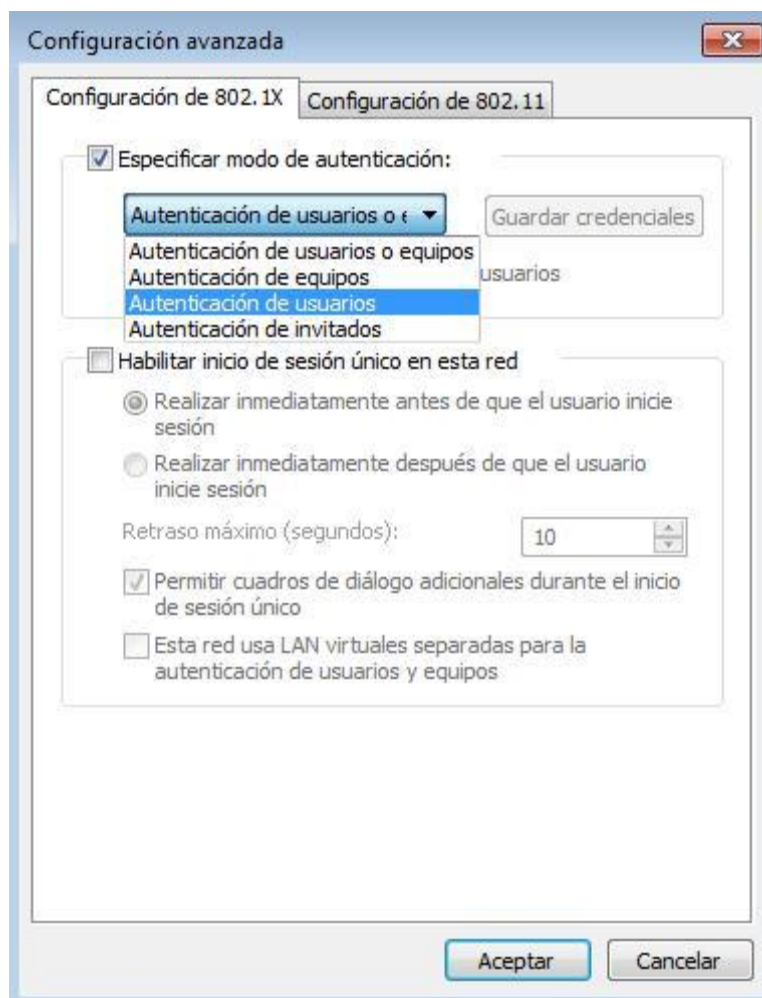 Configuración avanzada
Configuración de 802.1X
Configuración de 802.11
Especificar modo de autenticación:
Autenticación de usuarios o
Guardar credenciales
Autenticación de usuarios o equipos
Autenticación de equipos
usuarios
Autenticación de usuarios
Autenticación de invitados
Habilitar inicio de sesión único en esta red
Realizar inmediatamente antes de que el usuario inicie
sesión
Realizar inmediatamente después de que el usuario
inicie sesión
Retraso máximo (segundos):
10
Permitir cuadros de diálogo adicionales durante el inicio
de sesión único
Esta red usa LAN virtuales separadas para la
autenticación de usuarios y equipos
Aceptar
Cancelar